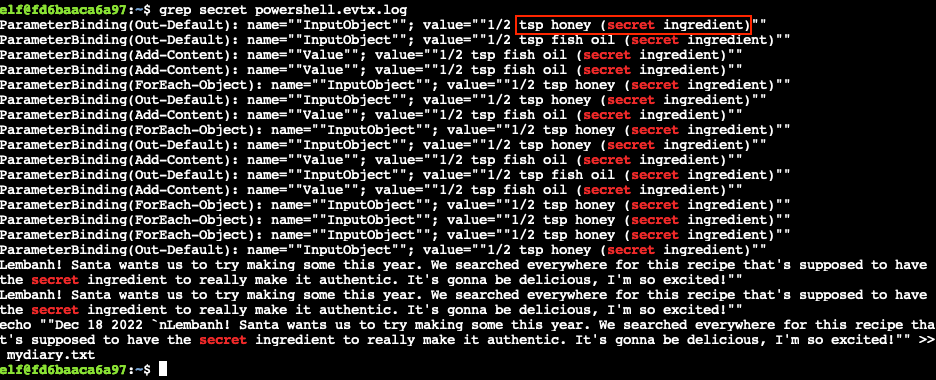 elf@fd6baaca6a97:~$ grep secret powershell.evtx.log
ParameterBinding(Out-Default): name=""InputObject""; value=""1/2 tsp honey (secret ingredient)""
ParameterBinding(Out-Default): name=""InputObject""; value=""1/2 tsp fish oil (secret ingredient)""
ParameterBinding(Add-Content): name=""Value""; value=""1/2 tsp fish oil (secret ingredient)""
ParameterBinding(Add-Content): name=""Value""; value=""1/2 tsp fish oil (secret ingredient)""
ParameterBinding(ForEach-Object): name=""InputObject""; value=""1/2 tsp honey (secret ingredient)""
ParameterBinding(Out-Default): name=""InputObject""; value=""1/2 tsp honey (secret ingredient)""
ParameterBinding(Add-Content): name=""Value""; value=""1/2 tsp fish oil (secret ingredient)""
ParameterBinding(ForEach-Object): name=""InputObject""; value=""1/2 tsp honey (secret ingredient)""
ParameterBinding(Out-Default): name=""InputObject""; value=""1/2 tsp honey (secret ingredient)""
ParameterBinding(Add-Content): name=""Value""; value=""1/2 tsp fish oil (secret ingredient)""
ParameterBinding(Out-Default): name=""InputObject""; value=""1/2 tsp fish oil (secret ingredient)""
ParameterBinding(Add-Content): name=""Value""; value=""1/2 tsp fish oil (secret ingredient)""
ParameterBinding(ForEach-Object): name=""InputObject""; value=""1/2 tsp honey (secret ingredient)""
ParameterBinding(ForEach-Object): name=""InputObject""; value=""1/2 tsp honey (secret ingredient)""
ParameterBinding(ForEach-Object): name=""InputObject""; value=""1/2 tsp honey (secret ingredient)""
ParameterBinding(Out-Default): name=""InputObject""; value=""1/2 tsp honey (secret ingredient)""
Lembanh! Santa wants us to try making some this year. We searched everywhere for this recipe that's supposed to have
the secret ingredient to really make it authentic. It's gonna be delicious, I'm so excited!""
Lembanh! Santa wants us to try making some this year. We searched everywhere for this recipe that's supposed to have
the secret ingredient to really make it authentic. It's gonna be delicious, I'm so excited!""
echo ""Dec 18 2022 `nLembanh! Santa wants us to try making some this year. We searched everywhere for this recipe tha
t's supposed to have the secret ingredient to really make it authentic. It's gonna be delicious, I'm so excited!"" >>
mydiary.txt
elf@fd6baaca6a97:~$